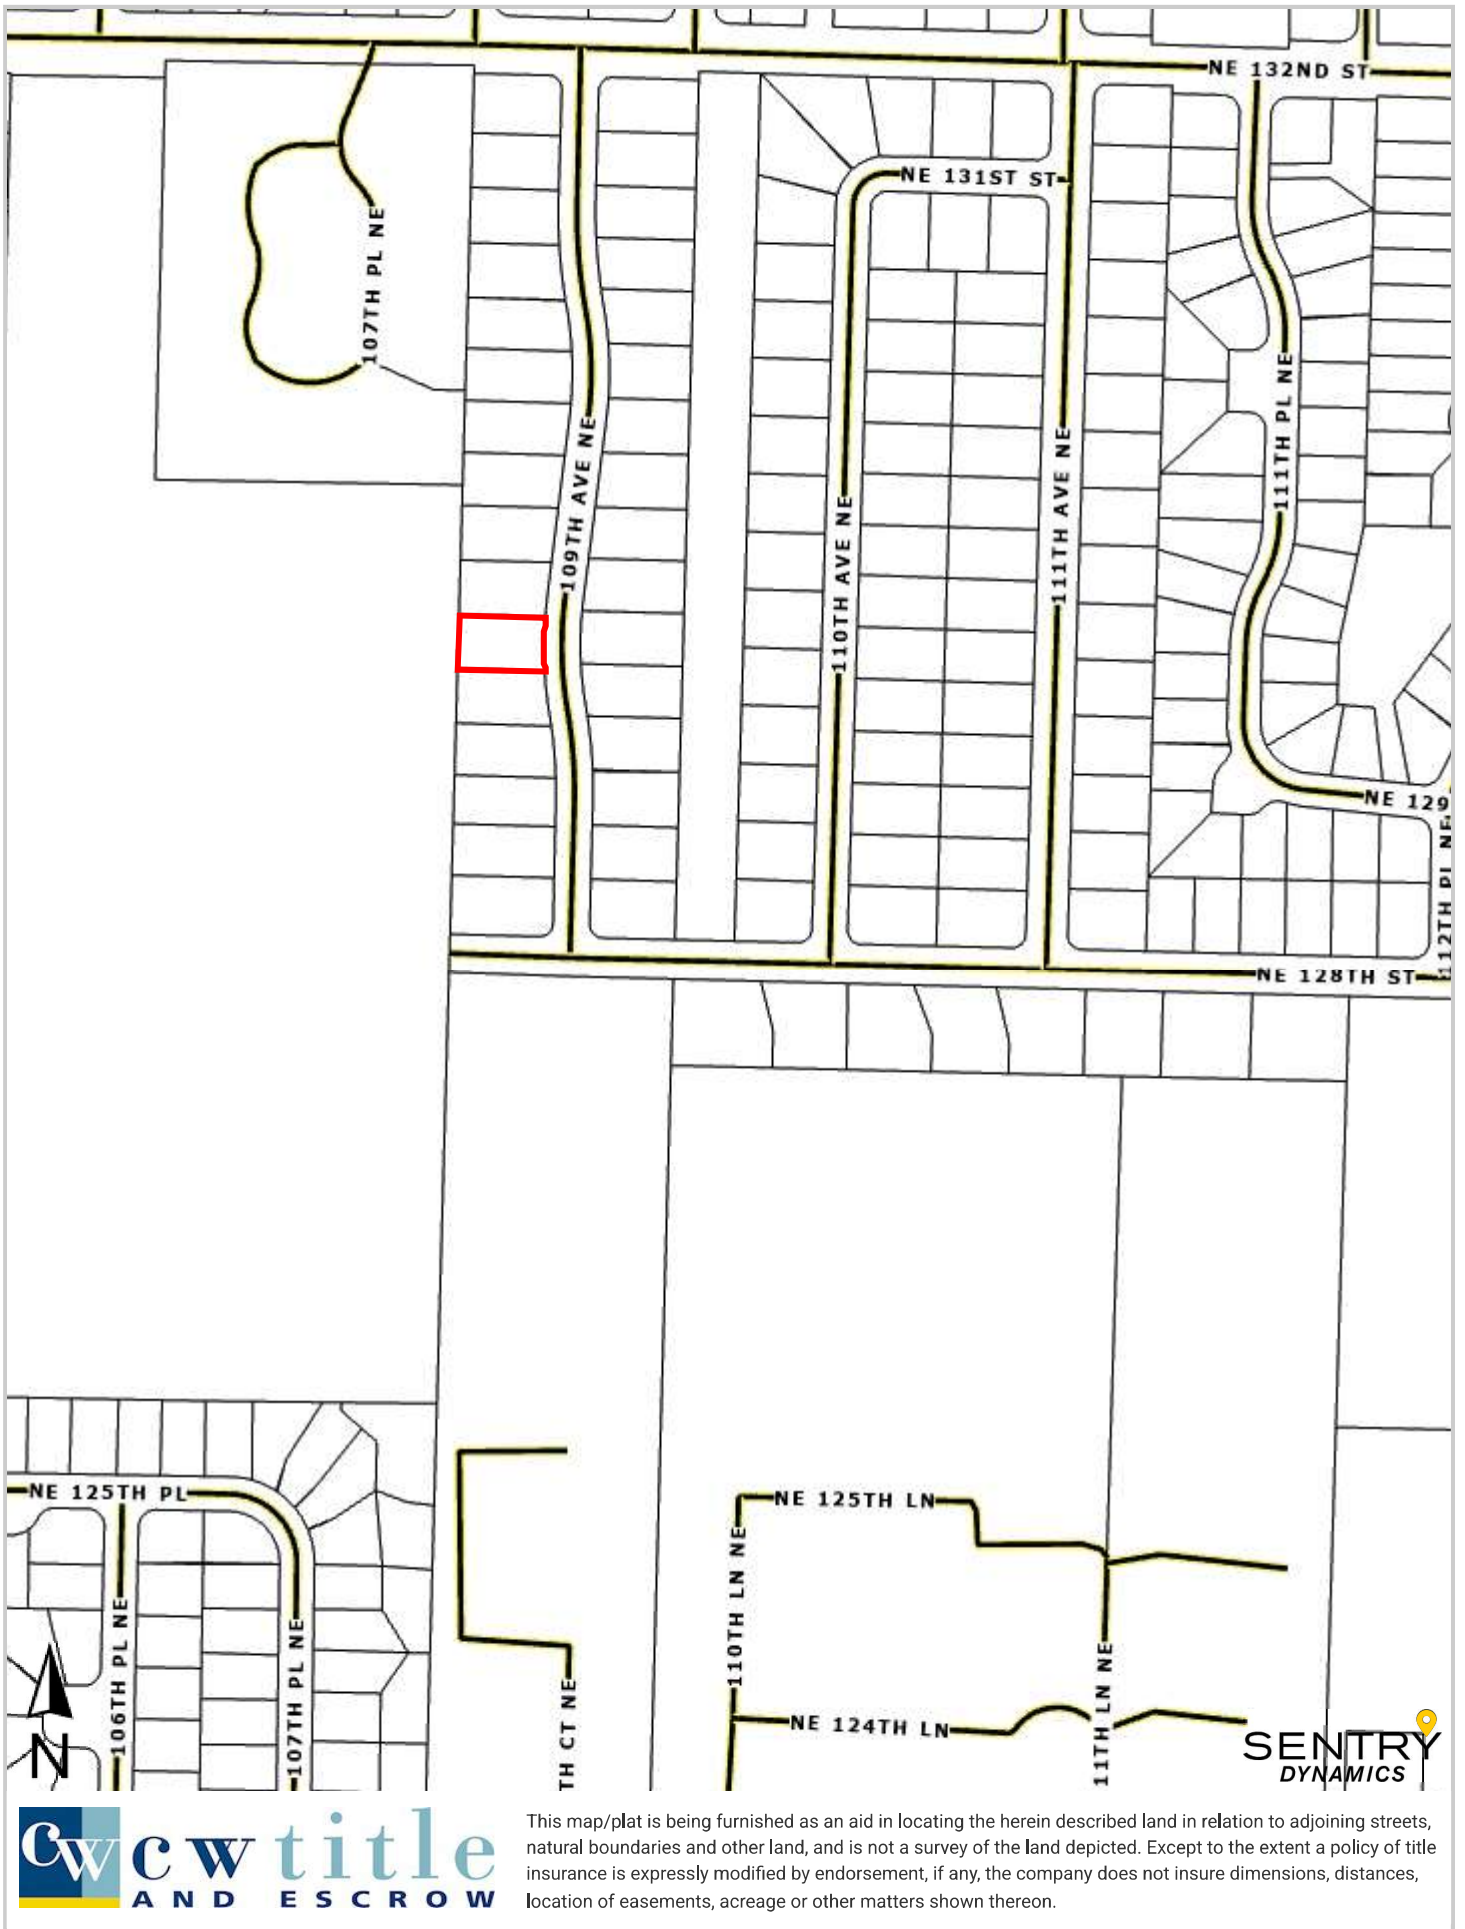 NE 132ND ST
NE 131ST ST
107TH PL NE
109TH AVE NE
110TH AVE NE
111TH AVE NE
111TH PL NE
NE 129
112TH PL NE
NE 128TH ST
NE 125TH PL
NE 125TH LN
106TH PL NE
107TH PL NE
TH CT NE
110TH LN NE
NE 124TH LN
11TH LN NE
N
SENTRY
DYNAMICS
cw cw title
AND ESCROW
This map/plat is being furnished as an aid in locating the herein described land in relation to adjoining streets,
natural boundaries and other land, and is not a survey of the land depicted. Except to the extent a policy of title
insurance is expressly modified by endorsement, if any, the company does not insure dimensions, distances,
location of easements, acreage or other matters shown thereon.